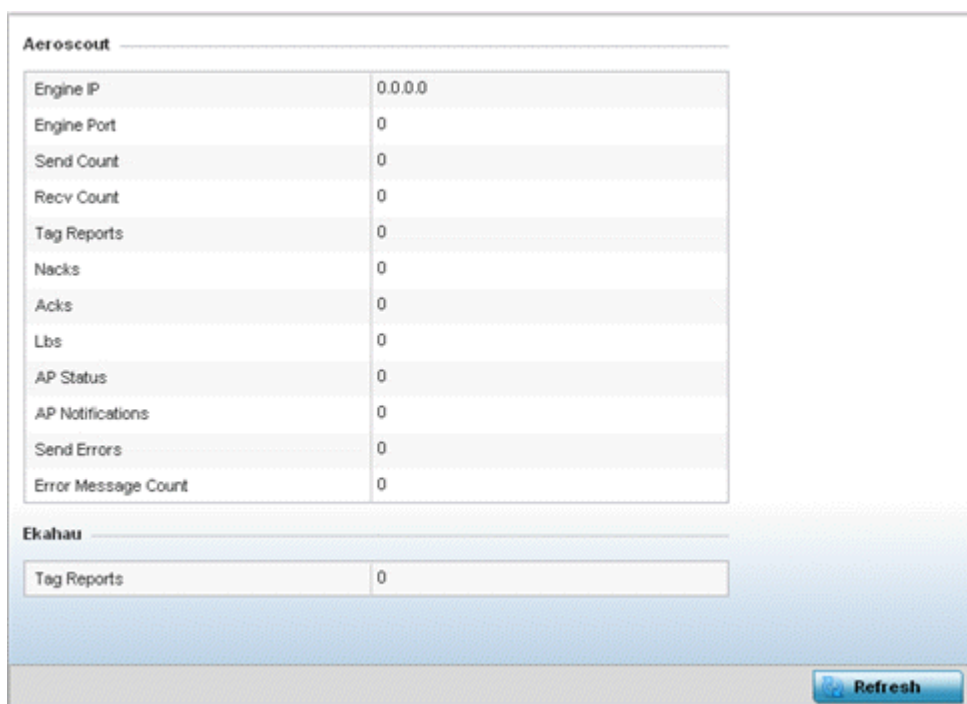 Aeroscout
Engine IP 0.0.0.0
Engine Port 0
Send Count 0
Recv Count 0
Tag Reports 0
Nacks 0
Acks 0
Lbs 0
AP Status 0
AP Notifications 0
Send Errors 0
Error Message Count 0
Ekahau
Tag Reports 0
Refresh